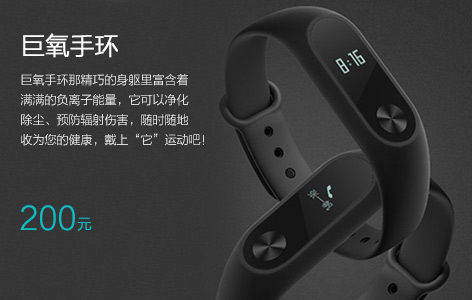 巨氧手环
巨氧手环那精巧的身躯里富含着
满满的负离子能量，它可以净化
除尘、预防辐射伤害，随时随地
收为您的健康，戴上“它”运动吧！
200元
8:16